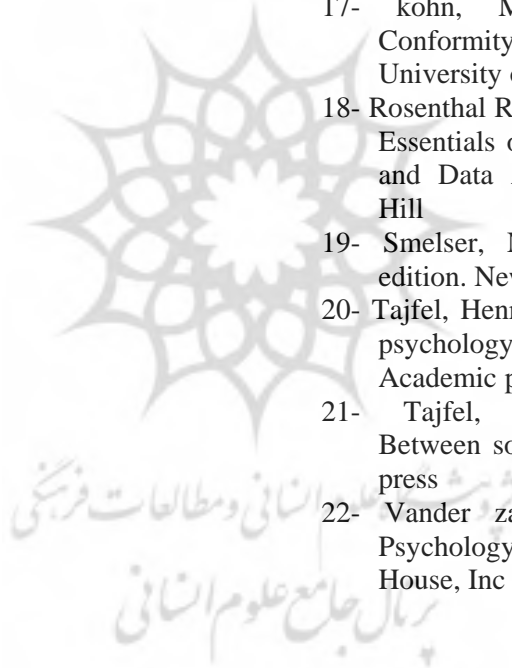 17- kohn, M
Conformity
University
18- Rosenthal R
Essentials o
and Data
Hill
19- Smelser,
edition. Nev
20- Tajfel, Henr
psychology
Academic p
21- Tajfel,
Between so
press
22- Vander za
Psychology
House, Inc
پژوهشگاه علوم انسانی و مطالعات فرهنگی
پرتال جامع علوم انسانی